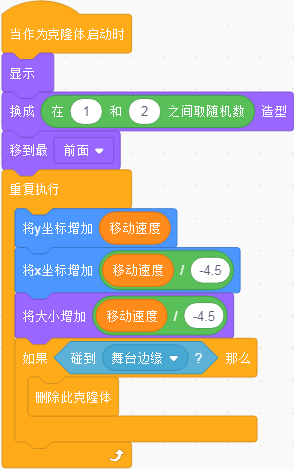 当作为克隆体启动时
显示
换成 在 1 和 2 之间取随机数 造型
移到最 前面
重复执行
将y坐标增加 移动速度
将x坐标增加 移动速度 / -4.5
将大小增加 移动速度 / -4.5
如果 碰到 舞台边缘 ? 那么
删除此克隆体